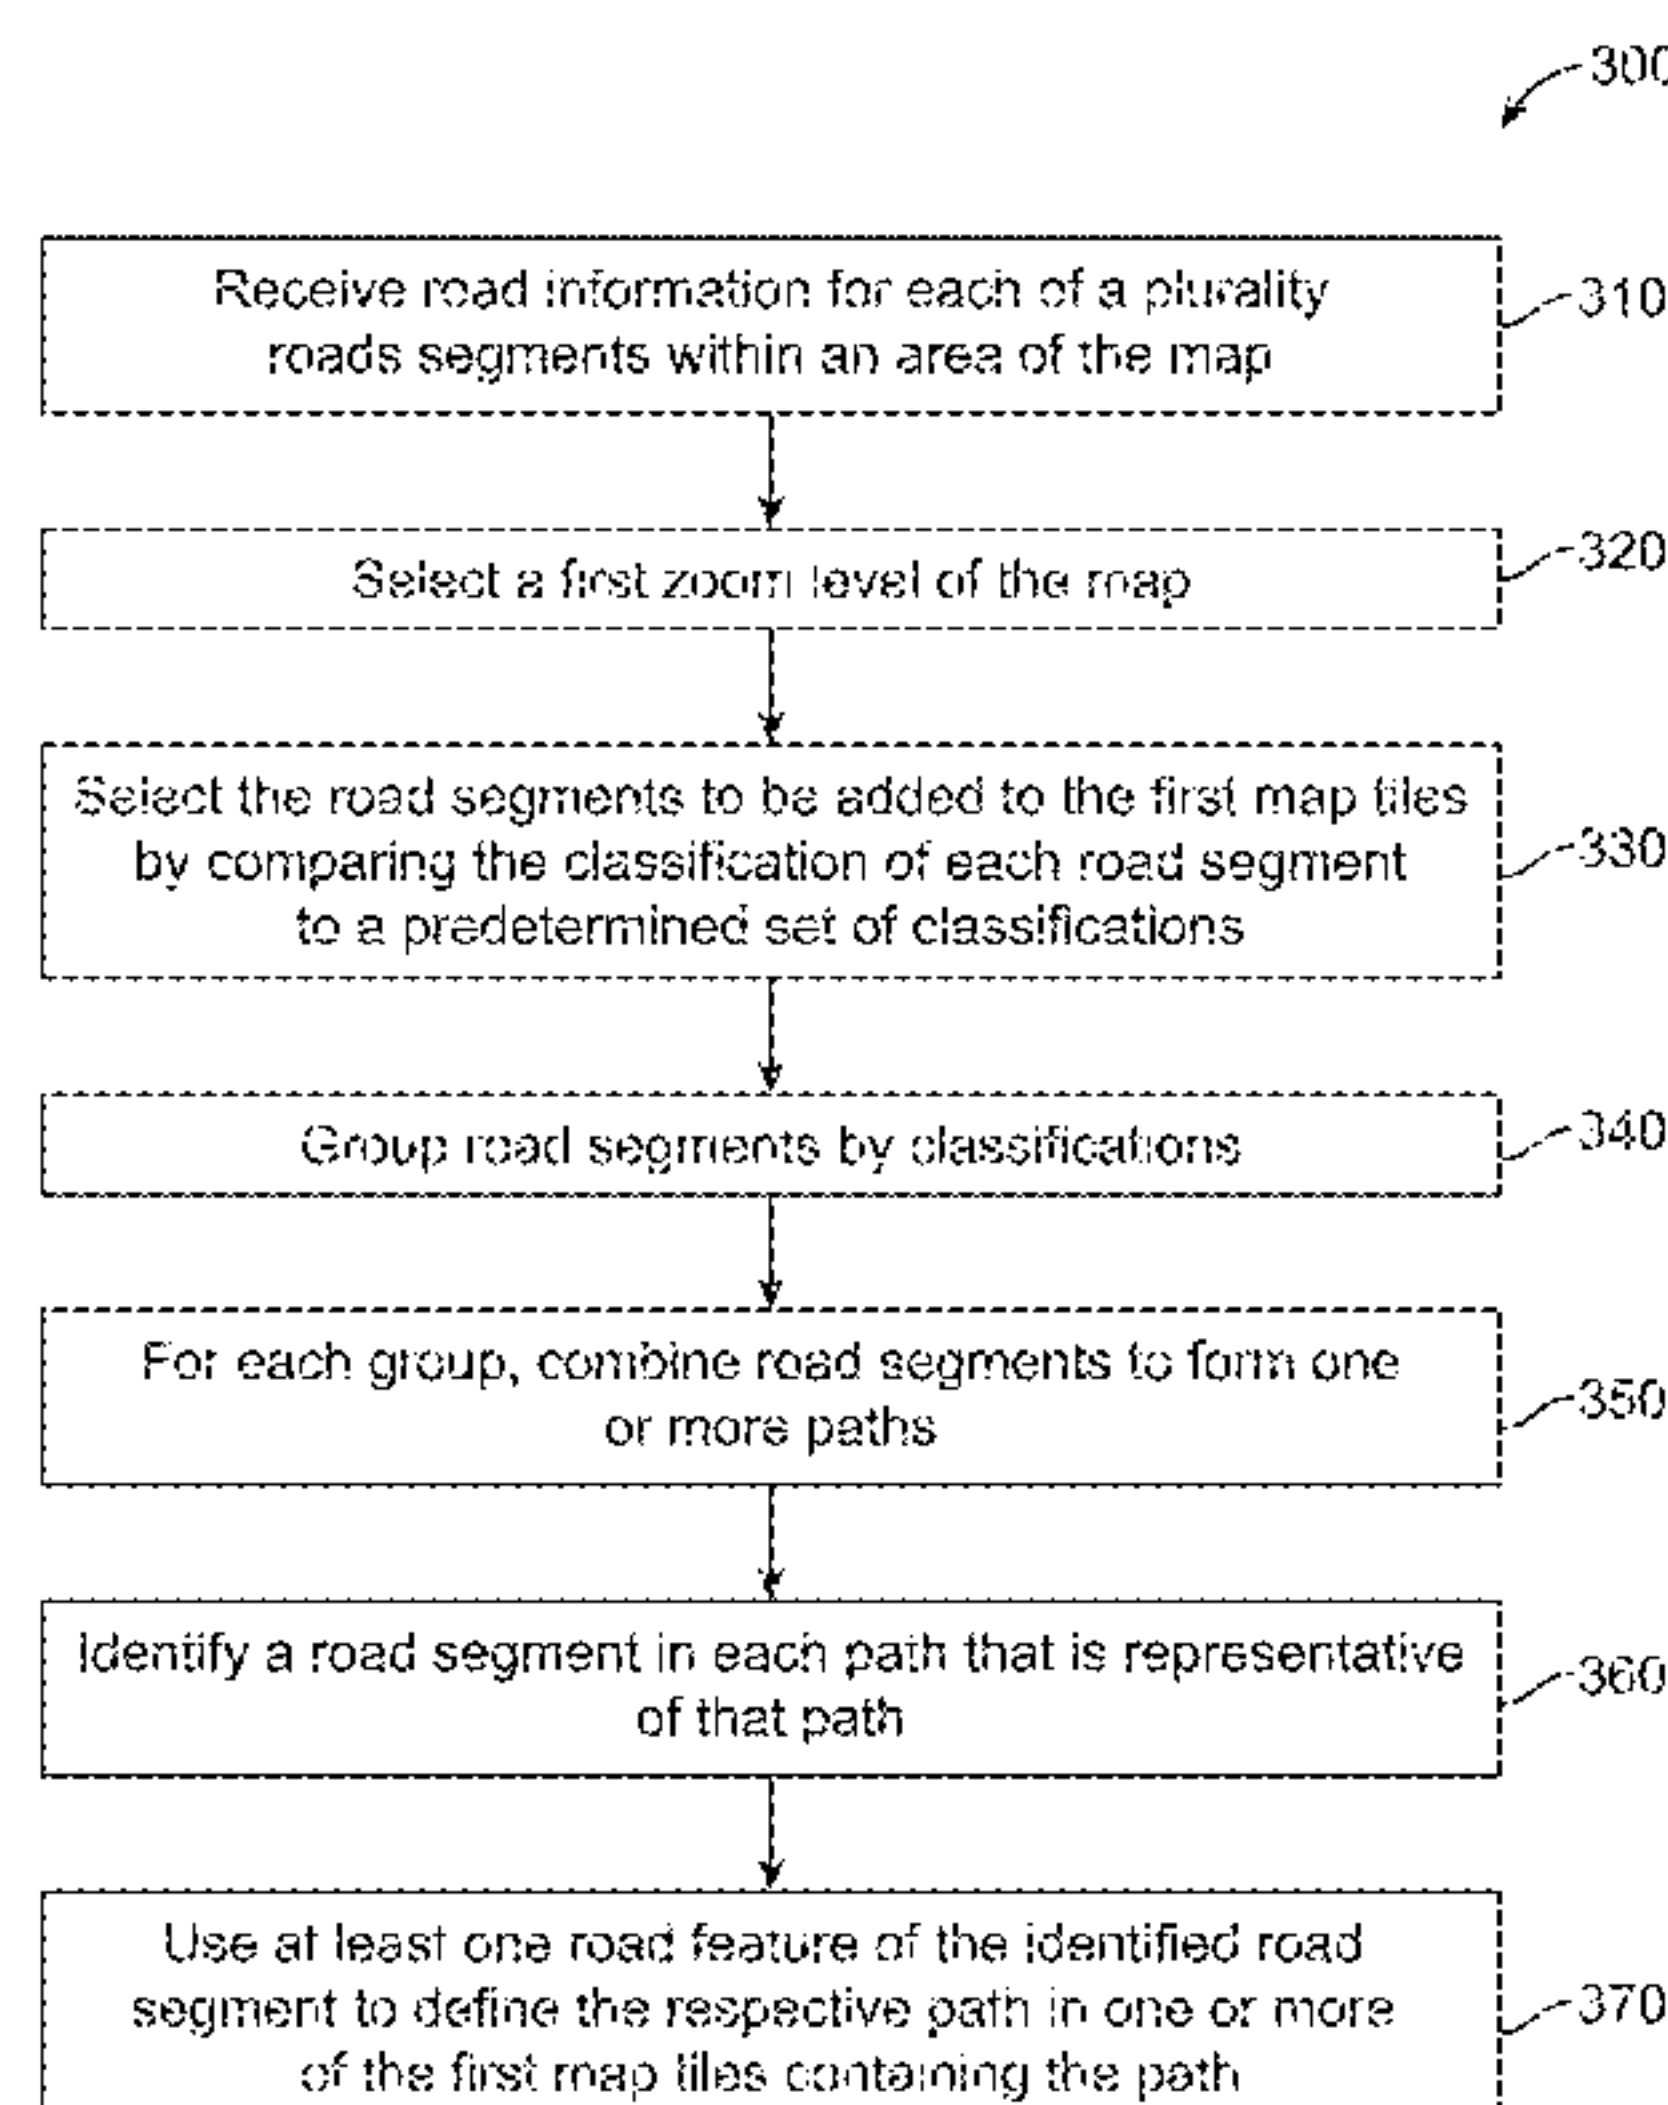 300
Receive road information for each of a plurality
310
roads segments within an area of the map
Select a first zoom level of the map
320
Select the road segments to be added to the first map tiles
by comparing the classification of each road segment
330
to a predetermined set of classifications
Group road segments by classifications
340
For each group, combine road segments to form one
or more paths
350
Identify a road segment in each path that is representative
of that path
360
Use at least one road feature of the identified road
segment to define the respective path in one or more
370
of the first map tiles containing the path